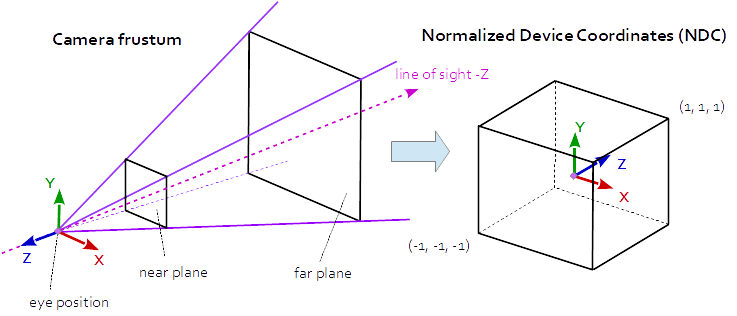 Camera frustum
Normalized Device Coordinates (NDC)
line of sight -Z
(1, 1, 1)
Y
Z
X
Y
Z
X
(-1, -1, -1)
near plane
far plane
eye position